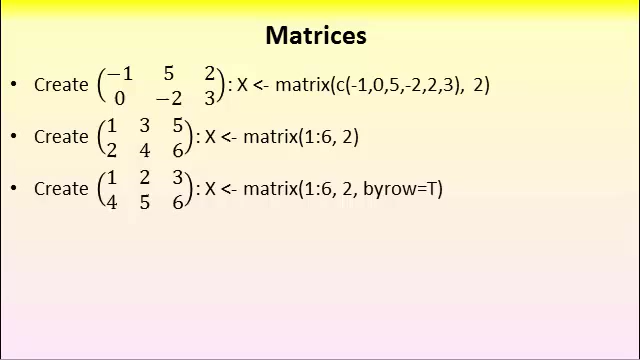 Matrices
• Create (−1 5 2
0 −2 3): X <- matrix(c(-1,0,5,-2,2,3), 2)
• Create (1 3 5
2 4 6): X <- matrix(1:6, 2)
• Create (1 2 3
4 5 6): X <- matrix(1:6, 2, byrow=T)